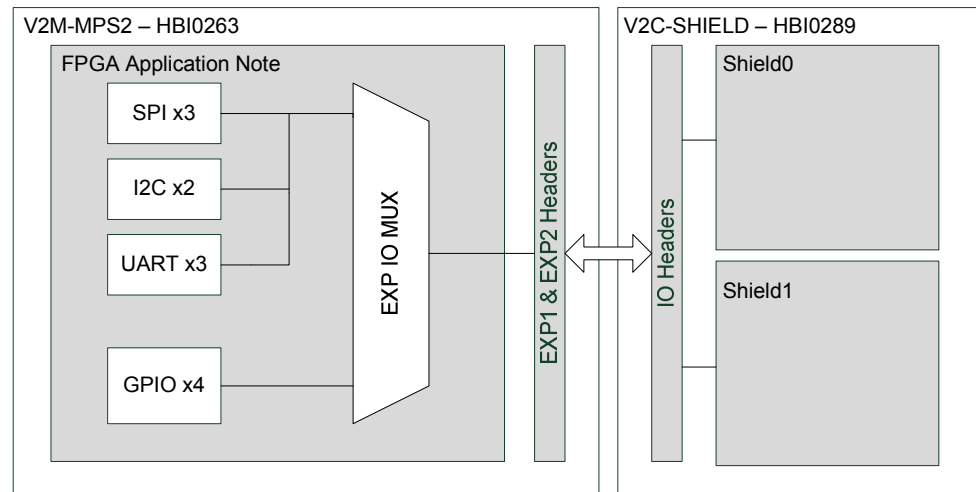 V2M-MPS2 – HBI0263
V2C-SHIELD – HBI0289
FPGA Application Note
SPI x3
I2C x2
UART x3
GPIO x4
EXP IO MUX
EXP1 & EXP2 Headers
IO Headers
Shield0
Shield1